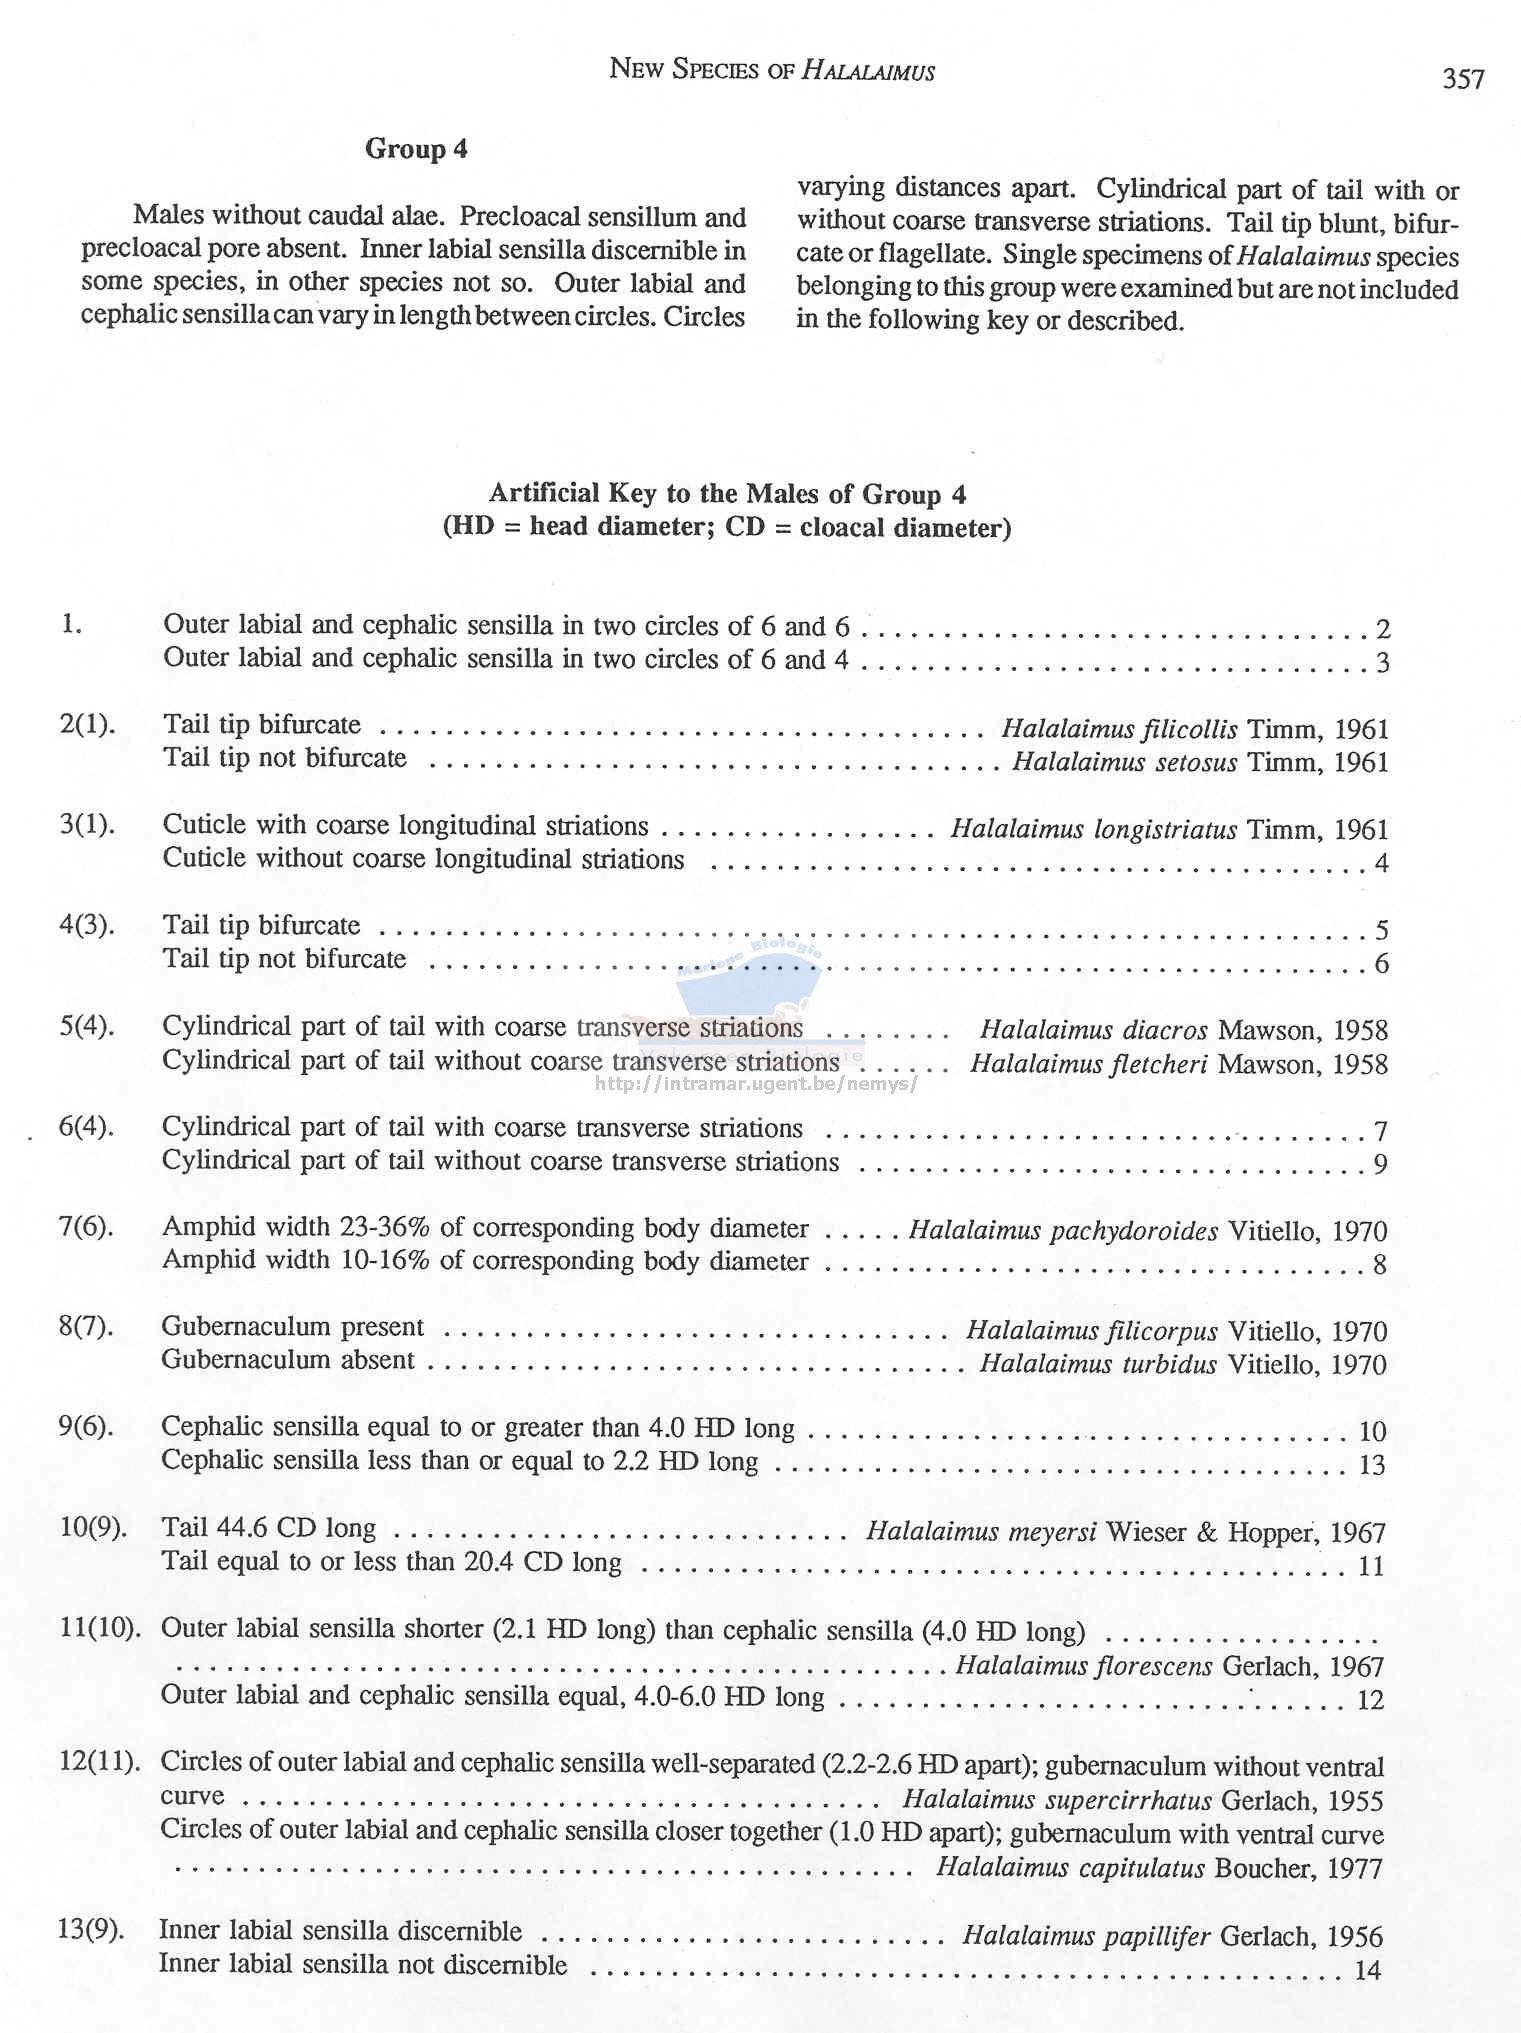 NEW SPECIES OF HALALAIMUS
357
Group 4
Males without caudal alae. Precloacal sensillum and
precloacal pore absent. Inner labial sensilla discernible in
some species, in other species not so. Outer labial and
cephalic sensilla can vary in length between circles. Circles
varying distances apart. Cylindrical part of tail with or
without coarse transverse striations. Tail tip blunt, bifur-
cate or flagellate. Single specimens of Halalaimus species
belonging to this group were examined but are not included
in the following key or described.
Artificial Key to the Males of Group 4
(HD = head diameter; CD = cloacal diameter)
1. Outer labial and cephalic sensilla in two circles of 6 and 6 . . . . . . . . . . 2
Outer labial and cephalic sensilla in two circles of 6 and 4 . . . . . . . . . . 3
2(1). Tail tip bifurcate . . . . . . . . . . Halalaimus filicollis Timm, 1961
Tail tip not bifurcate . . . . . . . . . . Halalaimus setosus Timm, 1961
3(1). Cuticle with coarse longitudinal striations . . . . . . . . . . Halalaimus longistriatus Timm, 1961
Cuticle without coarse longitudinal striations . . . . . . . . . . 4
4(3). Tail tip bifurcate . . . . . . . . . . 5
Tail tip not bifurcate . . . . . . . . . . 6
Mariene Biologie
5(4). Cylindrical part of tail with coarse transverse striations . . . . . . . . Halalaimus diacros Mawson, 1958
Cylindrical part of tail without coarse transverse striations . . . . . . Halalaimus fletcheri Mawson, 1958
http://intramar.ugent.be/nemys/
6(4). Cylindrical part of tail with coarse transverse striations . . . . . . . . . . 7
Cylindrical part of tail without coarse transverse striations . . . . . . . . . . 9
7(6). Amphid width 23-36% of corresponding body diameter . . . . . Halalaimus pachydoroides Vitiello, 1970
Amphid width 10-16% of corresponding body diameter . . . . . . . . . . 8
8(7). Gubernaculum present . . . . . . . . . . Halalaimus filicorpus Vitiello, 1970
Gubernaculum absent . . . . . . . . . . Halalaimus turbidus Vitiello, 1970
9(6). Cephalic sensilla equal to or greater than 4.0 HD long . . . . . . . . . . 10
Cephalic sensilla less than or equal to 2.2 HD long . . . . . . . . . . 13
10(9). Tail 44.6 CD long . . . . . . . . . . Halalaimus meyersi Wieser & Hopper, 1967
Tail equal to or less than 20.4 CD long . . . . . . . . . . 11
11(10). Outer labial sensilla shorter (2.1 HD long) than cephalic sensilla (4.0 HD long) . . . . . . . . . .
. . . . . . . . . . Halalaimus florescens Gerlach, 1967
Outer labial and cephalic sensilla equal, 4.0-6.0 HD long . . . . . . . . . . 12
12(11). Circles of outer labial and cephalic sensilla well-separated (2.2-2.6 HD apart); gubernaculum without ventral
curve . . . . . . . . . . Halalaimus supercirrhatus Gerlach, 1955
Circles of outer labial and cephalic sensilla closer together (1.0 HD apart); gubernaculum with ventral curve
. . . . . . . . . . Halalaimus capitulatus Boucher, 1977
13(9). Inner labial sensilla discernible . . . . . . . . . . Halalaimus papillifer Gerlach, 1956
Inner labial sensilla not discernible . . . . . . . . . . 14